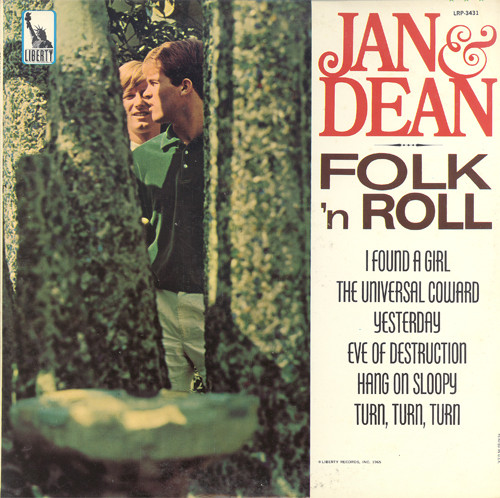 LIBERTY
LRP-3431
JAN &
DEAN
FOLK
'n ROLL
I FOUND A GIRL
THE UNIVERSAL COWARD
YESTERDAY
EVE OF DESTRUCTION
HANG ON SLOOPY
TURN, TURN, TURN
©LIBERTY RECORDS, INC. 1965